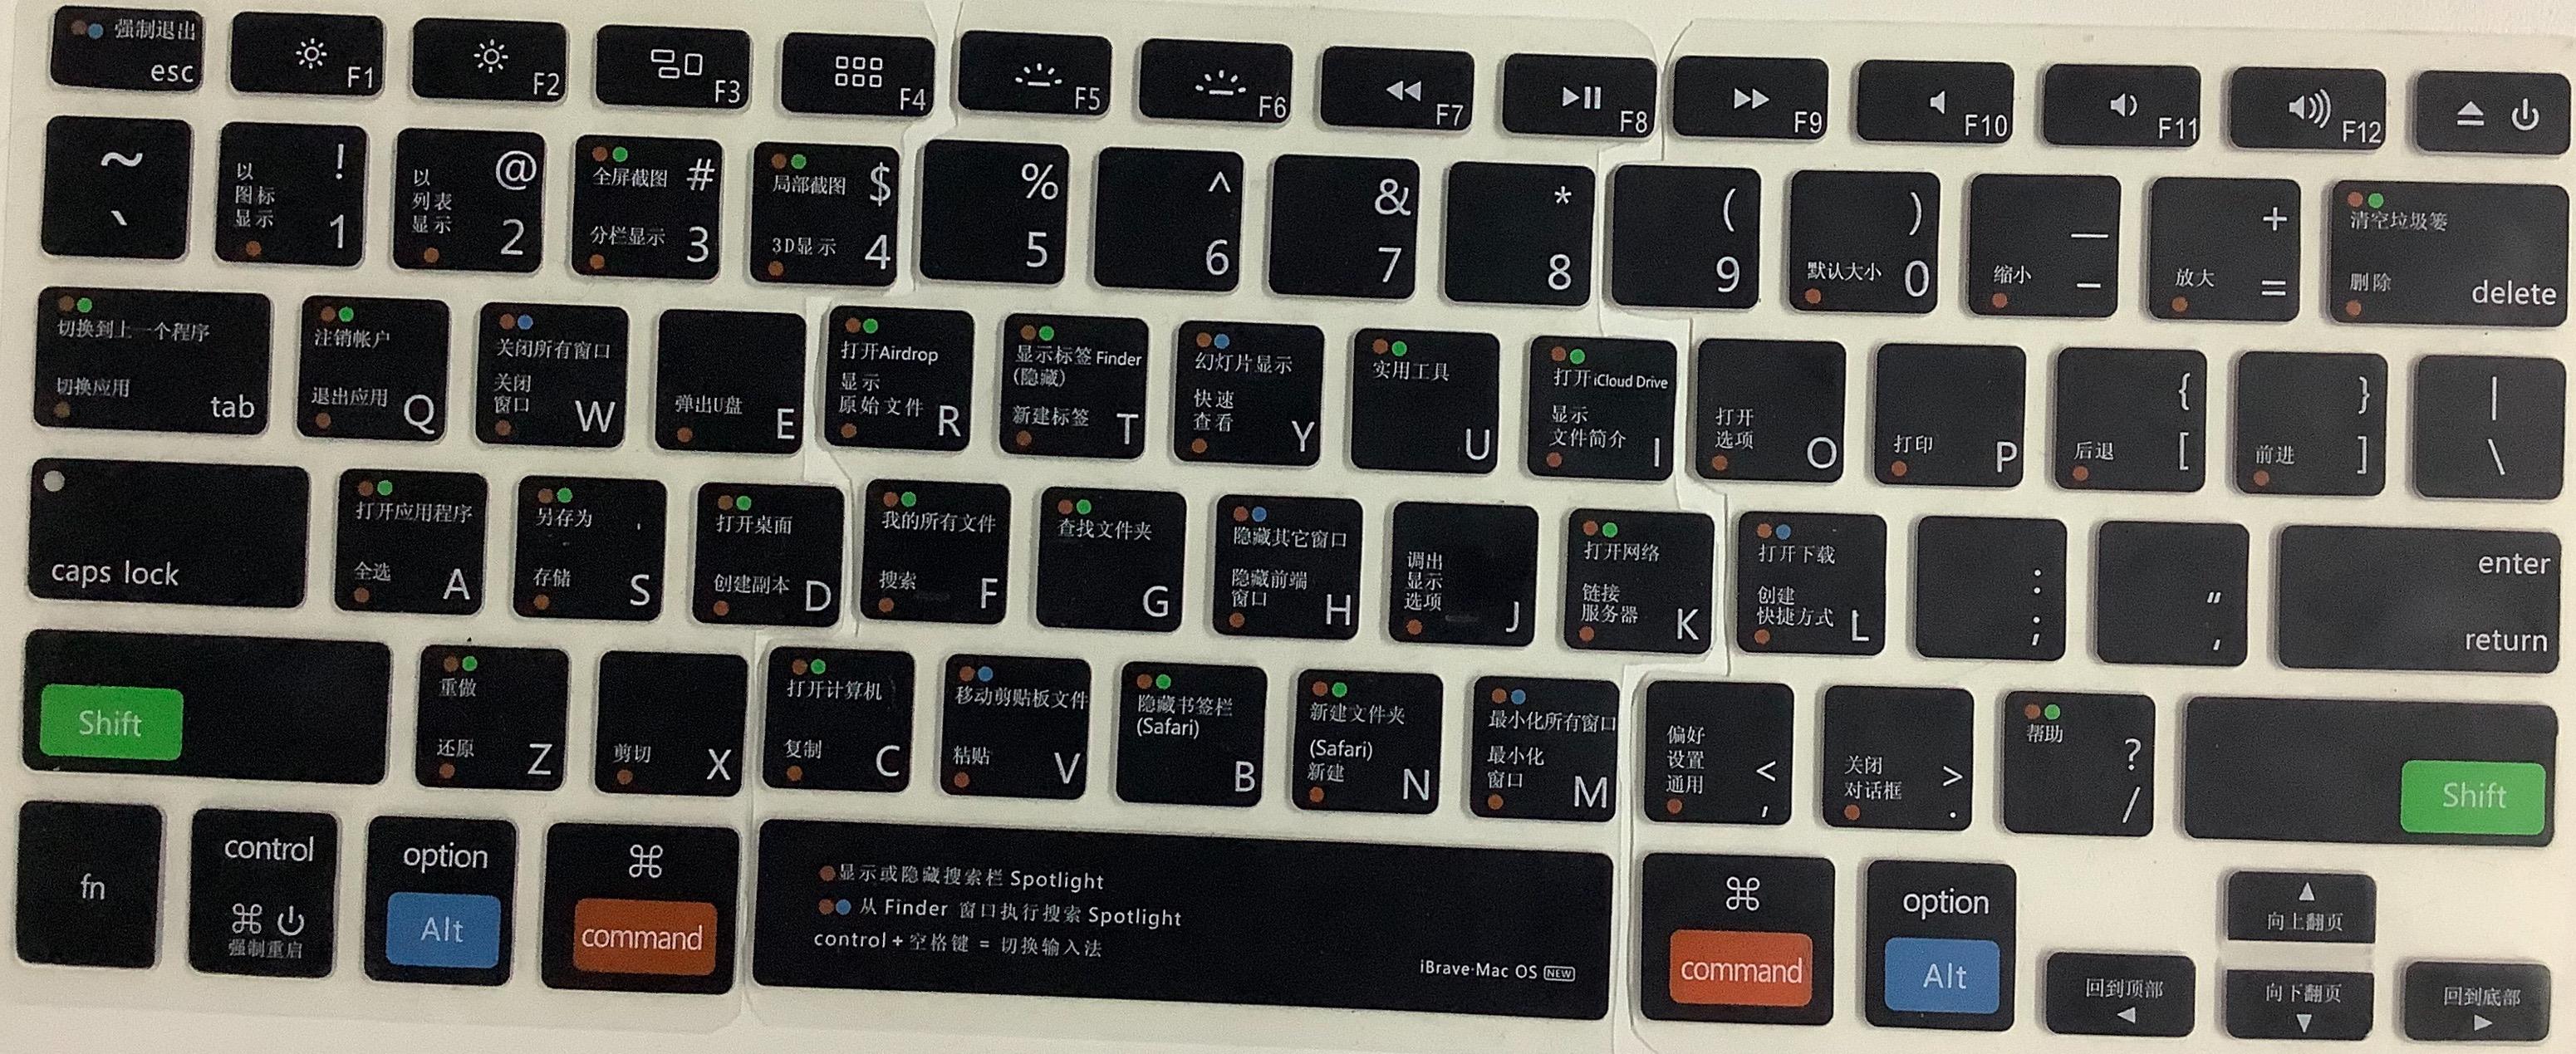 强制退出
esc
F1
F2
F3
F4
F5
F6
F7
F8
F9
F10
F11
F12
~
`
以
图标
显示
!
1
以
列表
显示
@
2
全屏截图 #
分栏显示 3
局部截图 $
3D显示 4
%
5
^
6
&
7
*
8
(
9
)
默认大小 0
—
缩小 –
+
放大 =
清空垃圾篓
删除 delete
切换到上一个程序
切换应用 tab
注销帐户
退出应用 Q
关闭所有窗口
关闭
窗口 W
弹出U盘 E
打开Airdrop
显示
原始文件 R
显示标签 Finder
(隐藏)
新建标签 T
幻灯片显示
快速
查看 Y
实用工具
U
打开iCloud Drive
显示
文件简介 I
打开
选项 O
打印 P
{
后退 [
}
前进 ]
|
\
caps lock
打开应用程序
全选 A
另存为
存储 S
打开桌面
创建副本 D
我的所有文件
搜索 F
查找文件夹
G
隐藏其它窗口
隐藏前端
窗口 H
调出
显示
选项 J
打开网络
链接
服务器 K
打开下载
创建
快捷方式 L
:
;
"
,
enter
return
Shift
重做
还原 Z
剪切 X
打开计算机
复制 C
移动剪贴板文件
粘贴 V
隐藏书签栏
(Safari)
B
新建文件夹
(Safari)
新建 N
最小化所有窗口
最小化
窗口 M
偏好
设置 <
通用 ,
关闭 >
对话框 .
帮助
?
/
Shift
fn
control
⌘
强制重启
option
Alt
⌘
command
显示或隐藏搜索栏 Spotlight
从 Finder 窗口执行搜索 Spotlight
control + 空格键 = 切换输入法
iBrave·Mac OS NEW
⌘
command
option
Alt
回到顶部
◀
▲
向上翻页
向下翻页
▼
回到底部
▶